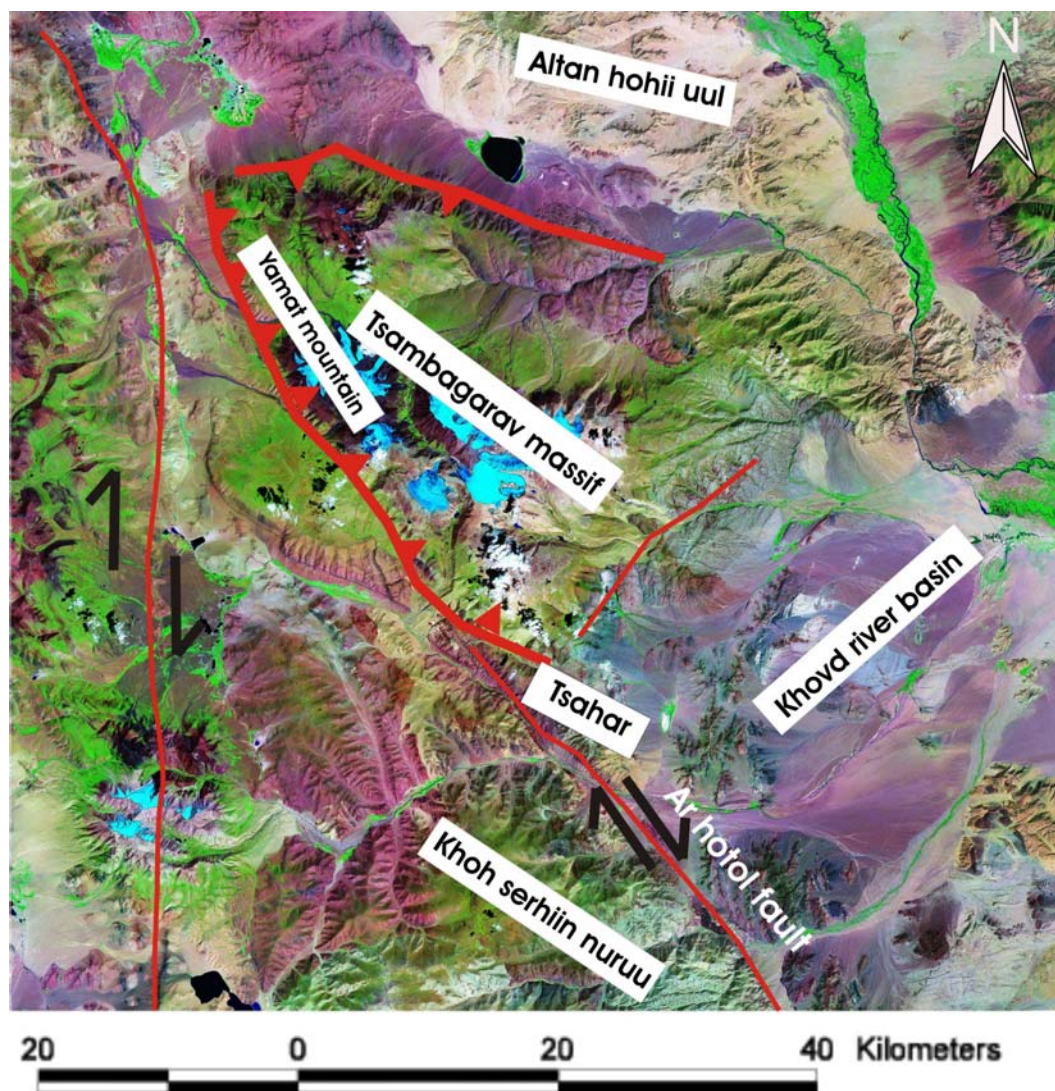 N
Altan hohii uul
Yamat mountain
Tsambagarav massif
Khovd river basin
Tsahar
Ar hotol fault
Khoh serhiin nuruu
20 0 20 40 Kilometers